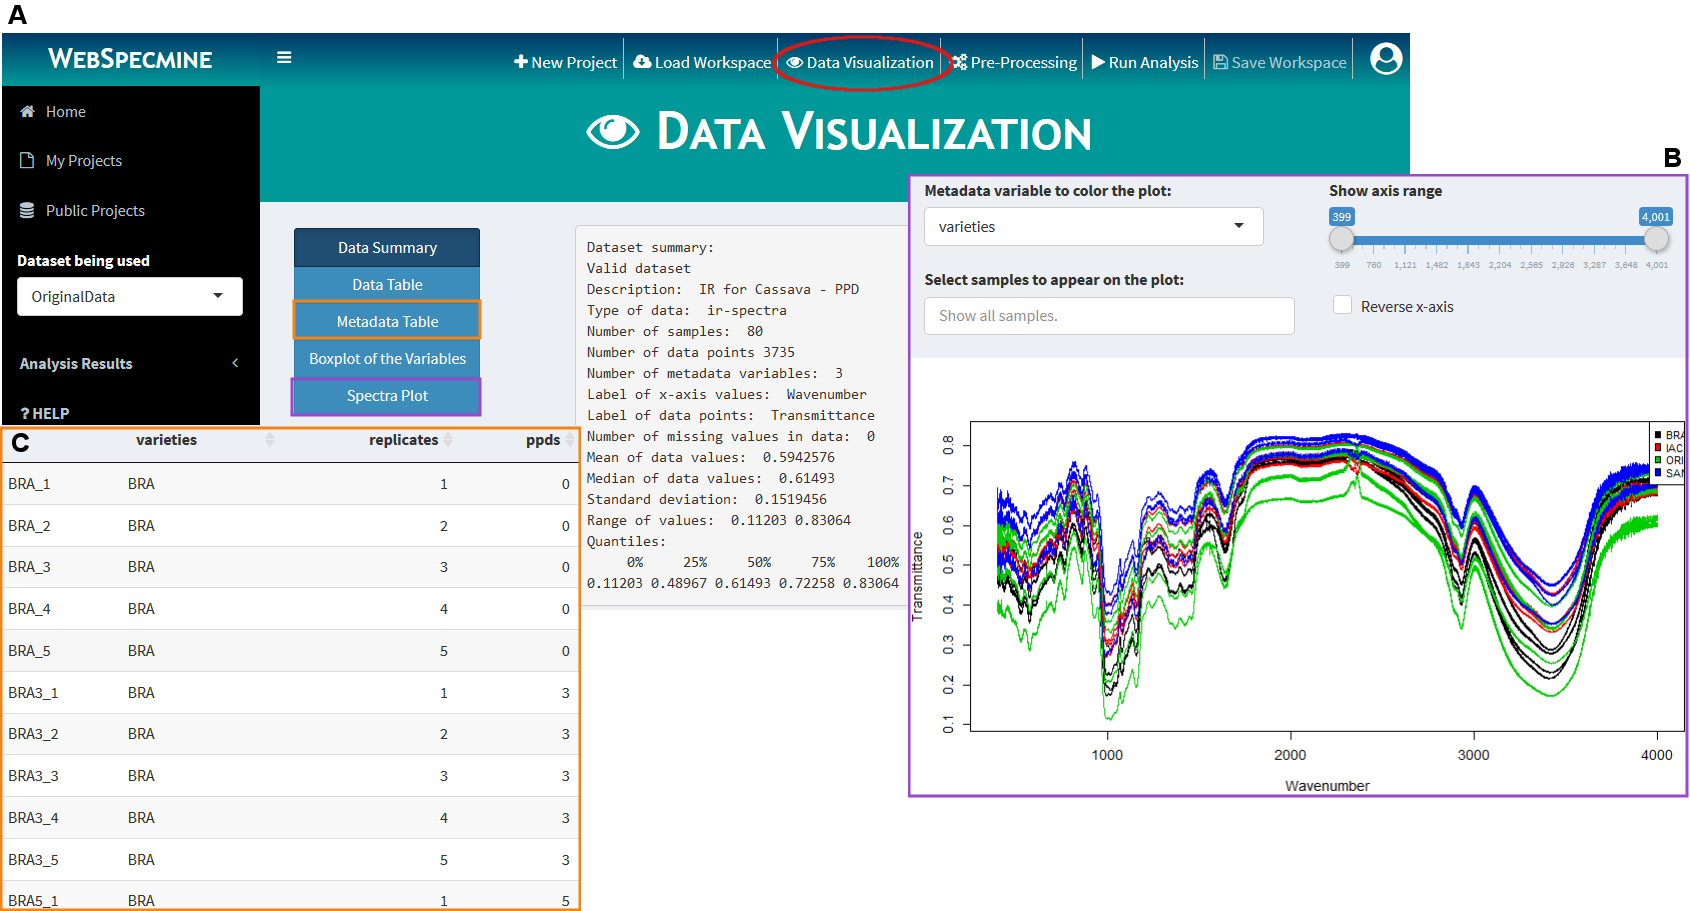 A
WEBSPECMINE
New Project
Load Workspace
Data Visualization
Pre-Processing
Run Analysis
Save Workspace
Home
My Projects
Public Projects
Dataset being used
OriginalData
Analysis Results
? HELP
DATA VISUALIZATION
Data Summary
Data Table
Metadata Table
Boxplot of the Variables
Spectra Plot
Dataset summary:
Valid dataset
Description: IR for Cassava - PPD
Type of data: ir-spectra
Number of samples: 80
Number of data points 3735
Number of metadata variables: 3
Label of x-axis values: Wavenumber
Label of data points: Transmittance
Number of missing values in data: 0
Mean of data values: 0.5942576
Median of data values: 0.61493
Standard deviation: 0.1519456
Range of values: 0.11203 0.83064
Quantiles:
0% 25% 50% 75% 100%
0.11203 0.48967 0.61493 0.72258 0.83064
B
Metadata variable to color the plot:
varieties
Select samples to appear on the plot:
Show all samples.
Show axis range
399 4,001
399 760 1,121 1,482 1,843 2,204 2,565 2,926 3,287 3,648 4,001
Reverse x-axis
BRA
IAC
ORI
SAN
Transmittance
0.8
0.7
0.6
0.5
0.4
0.3
0.2
0.1
1000 2000 3000 4000
Wavenumber
C
varieties replicates ppds
BRA_1 BRA 1 0
BRA_2 BRA 2 0
BRA_3 BRA 3 0
BRA_4 BRA 4 0
BRA_5 BRA 5 0
BRA3_1 BRA 1 3
BRA3_2 BRA 2 3
BRA3_3 BRA 3 3
BRA3_4 BRA 4 3
BRA3_5 BRA 5 3
BRA5_1 BRA 1 5